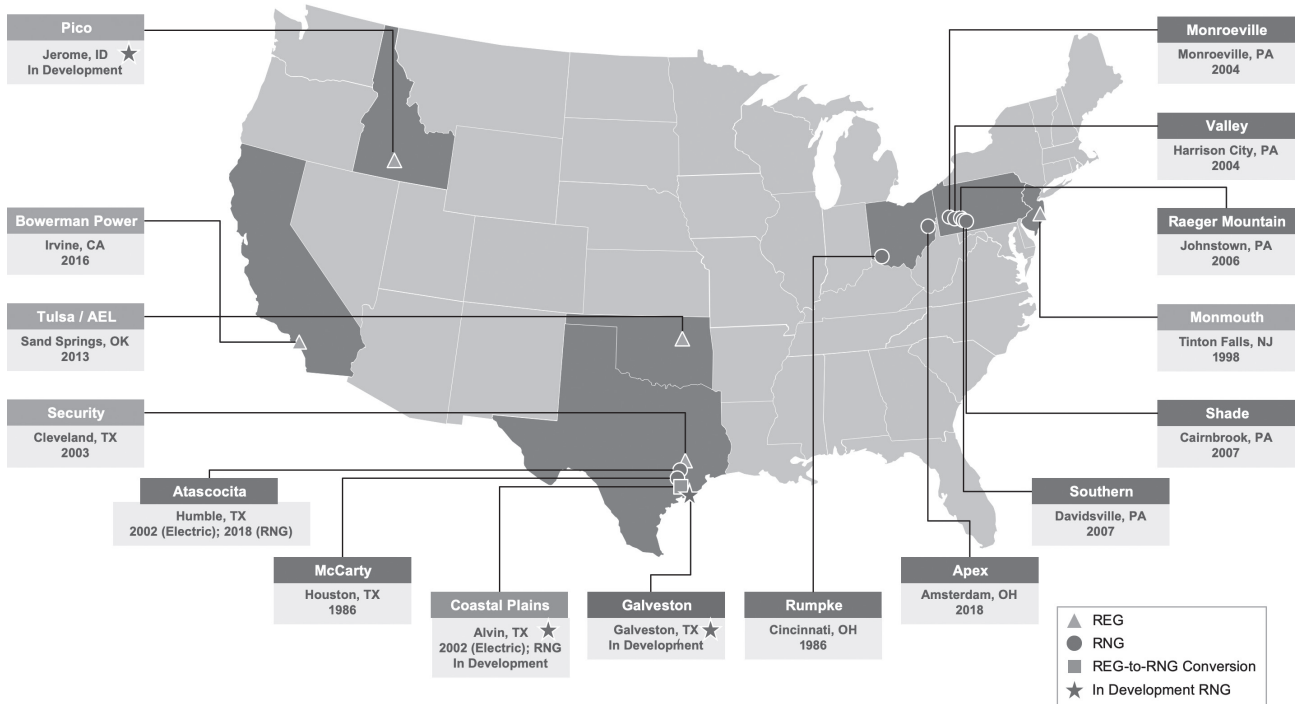 Pico
Jerome, ID
In Development
Bowerman Power
Irvine, CA
2016
Tulsa / AEL
Sand Springs, OK
2013
Security
Cleveland, TX
2003
Atascocita
Humble, TX
2002 (Electric); 2018 (RNG)
McCarty
Houston, TX
1986
Coastal Plains
Alvin, TX
2002 (Electric); RNG
In Development
Galveston
Galveston, TX
In Development
Rumpke
Cincinnati, OH
1986
Apex
Amsterdam, OH
2018
Southern
Davidsville, PA
2007
Monroeville
Monroeville, PA
2004
Valley
Harrison City, PA
2004
Raeger Mountain
Johnstown, PA
2006
Monmouth
Tinton Falls, NJ
1998
Shade
Cairnbrook, PA
2007
REG
RNG
REG-to-RNG Conversion
In Development RNG